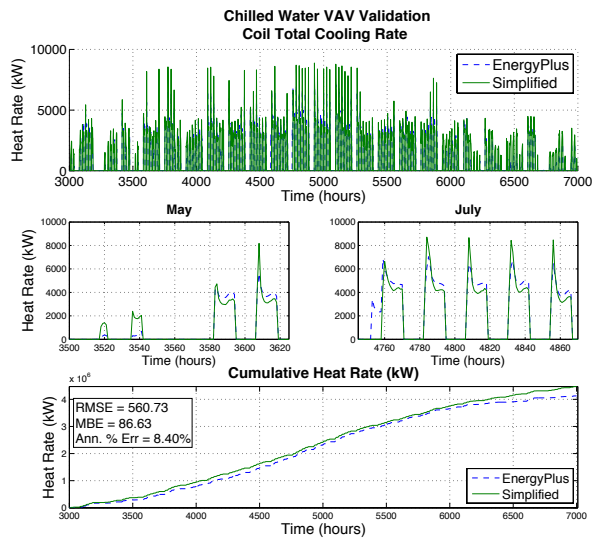 Chilled Water VAV Validation
Coil Total Cooling Rate
Heat Rate (kW)
10000
5000
0
EnergyPlus
Simplified
3000 3500 4000 4500 5000 5500 6000 6500 7000
Time (hours)
May
Heat Rate (kW)
10000
8000
6000
4000
2000
0
3500 3520 3540 3560 3580 3600 3620
Time (hours)
July
10000
8000
6000
4000
2000
0
4760 4780 4800 4820 4840 4860
Time (hours)
Cumulative Heat Rate (kW)
x 10⁶
Heat Rate (kW)
4
3
2
1
0
RMSE = 560.73
MBE = 86.63
Ann. % Err = 8.40%
EnergyPlus
Simplified
3000 3500 4000 4500 5000 5500 6000 6500 7000
Time (hours)